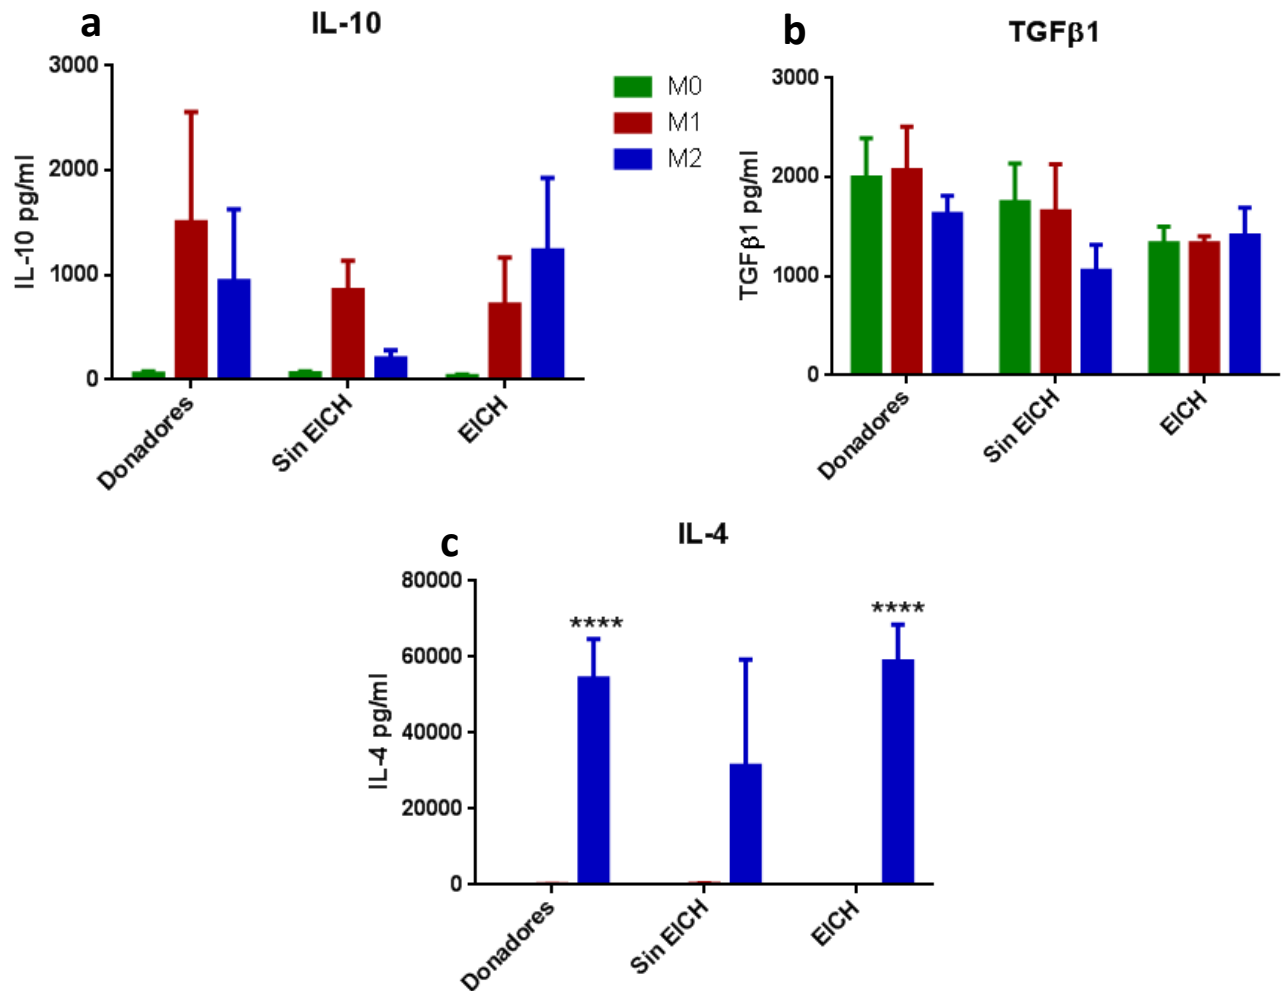 a
IL-10
3000
2000
1000
0
IL-10 pg/ml
Donadores
Sin EICH
EICH
M0
M1
M2
b
TGFβ1
3000
2000
1000
0
TGFβ1 pg/ml
Donadores
Sin EICH
EICH
c
IL-4
80000
60000
40000
20000
0
IL-4 pg/ml
****
****
Donadores
Sin EICH
EICH